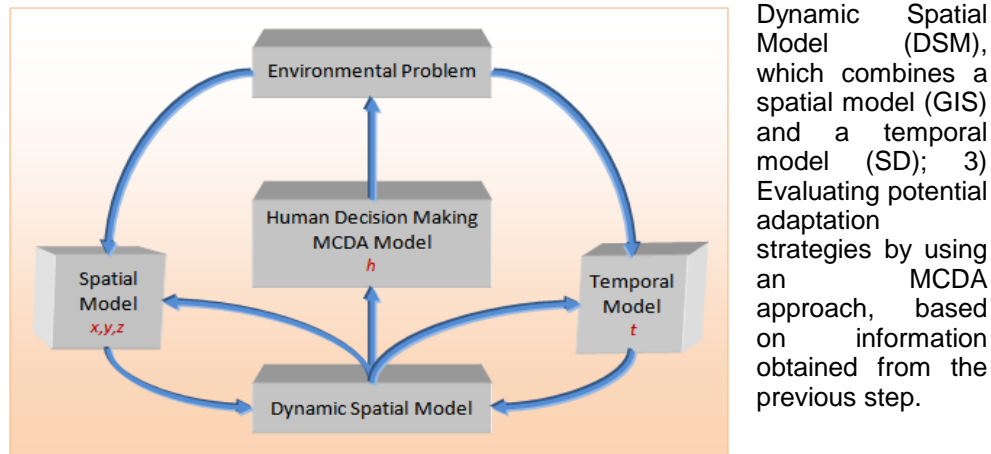 Environmental Problem
Human Decision Making
MCDA Model
h
Spatial
Model
x,y,z
Temporal
Model
t
Dynamic Spatial Model
Dynamic Spatial
Model (DSM),
which combines a
spatial model (GIS)
and a temporal
model (SD); 3)
Evaluating potential
adaptation
strategies by using
an MCDA
approach, based
on information
obtained from the
previous step.